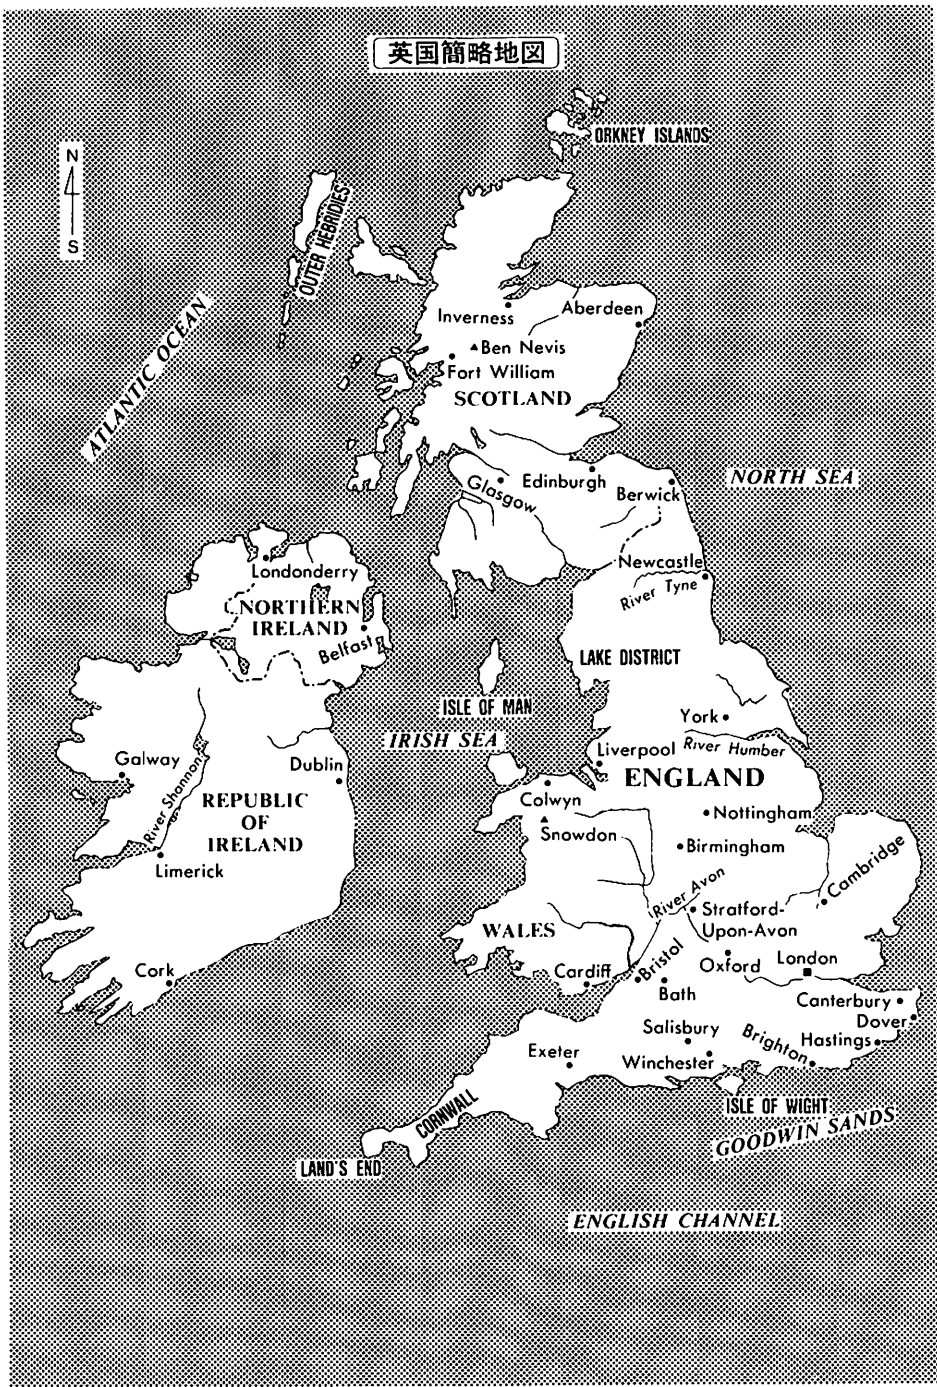 英国簡略地図
ORKNEY ISLANDS
N
S
OUTER HEBRIDIES
ATLANTIC OCEAN
Inverness
Aberdeen
Ben Nevis
Fort William
SCOTLAND
NORTH SEA
Glasgow
Edinburgh
Berwick
Londonderry
Newcastle
River Tyne
NORTHERN
IRELAND
Belfast
LAKE DISTRICT
ISLE OF MAN
IRISH SEA
York
River Humber
Liverpool
ENGLAND
Galway
River Shannon
Dublin
REPUBLIC
OF
IRELAND
Limerick
Cork
Colwyn
Snowdon
Nottingham
Birmingham
Cambridge
River Avon
Stratford-
Upon-Avon
WALES
Cardiff
Bristol
Bath
Oxford
London
Canterbury
Dover
Hastings
Brighton
Salisbury
Winchester
Exeter
CORNWALL
LAND'S END
ISLE OF WIGHT
GOODWIN SANDS
ENGLISH CHANNEL